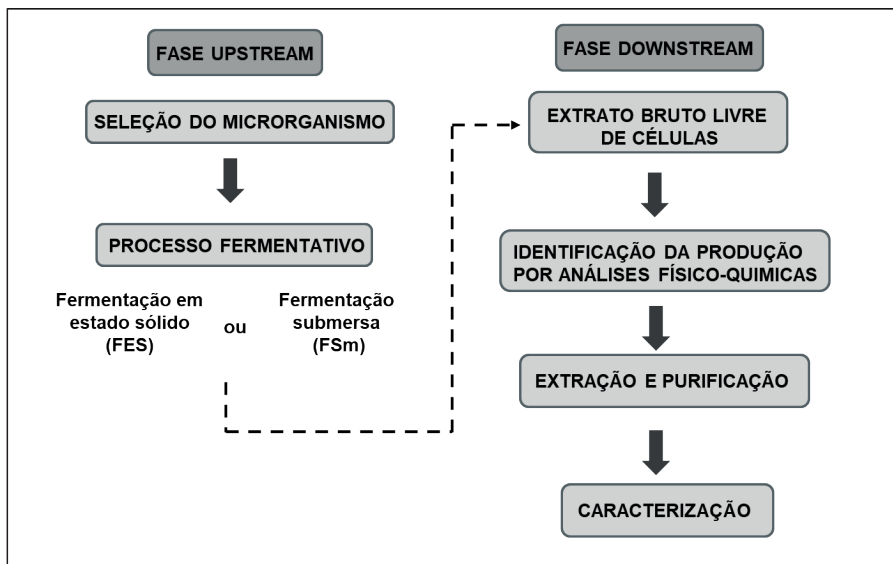 FASE UPSTREAM
SELEÇÃO DO MICRORGANISMO
PROCESSO FERMENTATIVO
Fermentação em
estado sólido
(FES)
ou
Fermentação
submersa
(FSm)
FASE DOWNSTREAM
EXTRATO BRUTO LIVRE
DE CÉLULAS
IDENTIFICAÇÃO DA PRODUÇÃO
POR ANÁLISES FÍSICO-QUIMICAS
EXTRAÇÃO E PURIFICAÇÃO
CARACTERIZAÇÃO